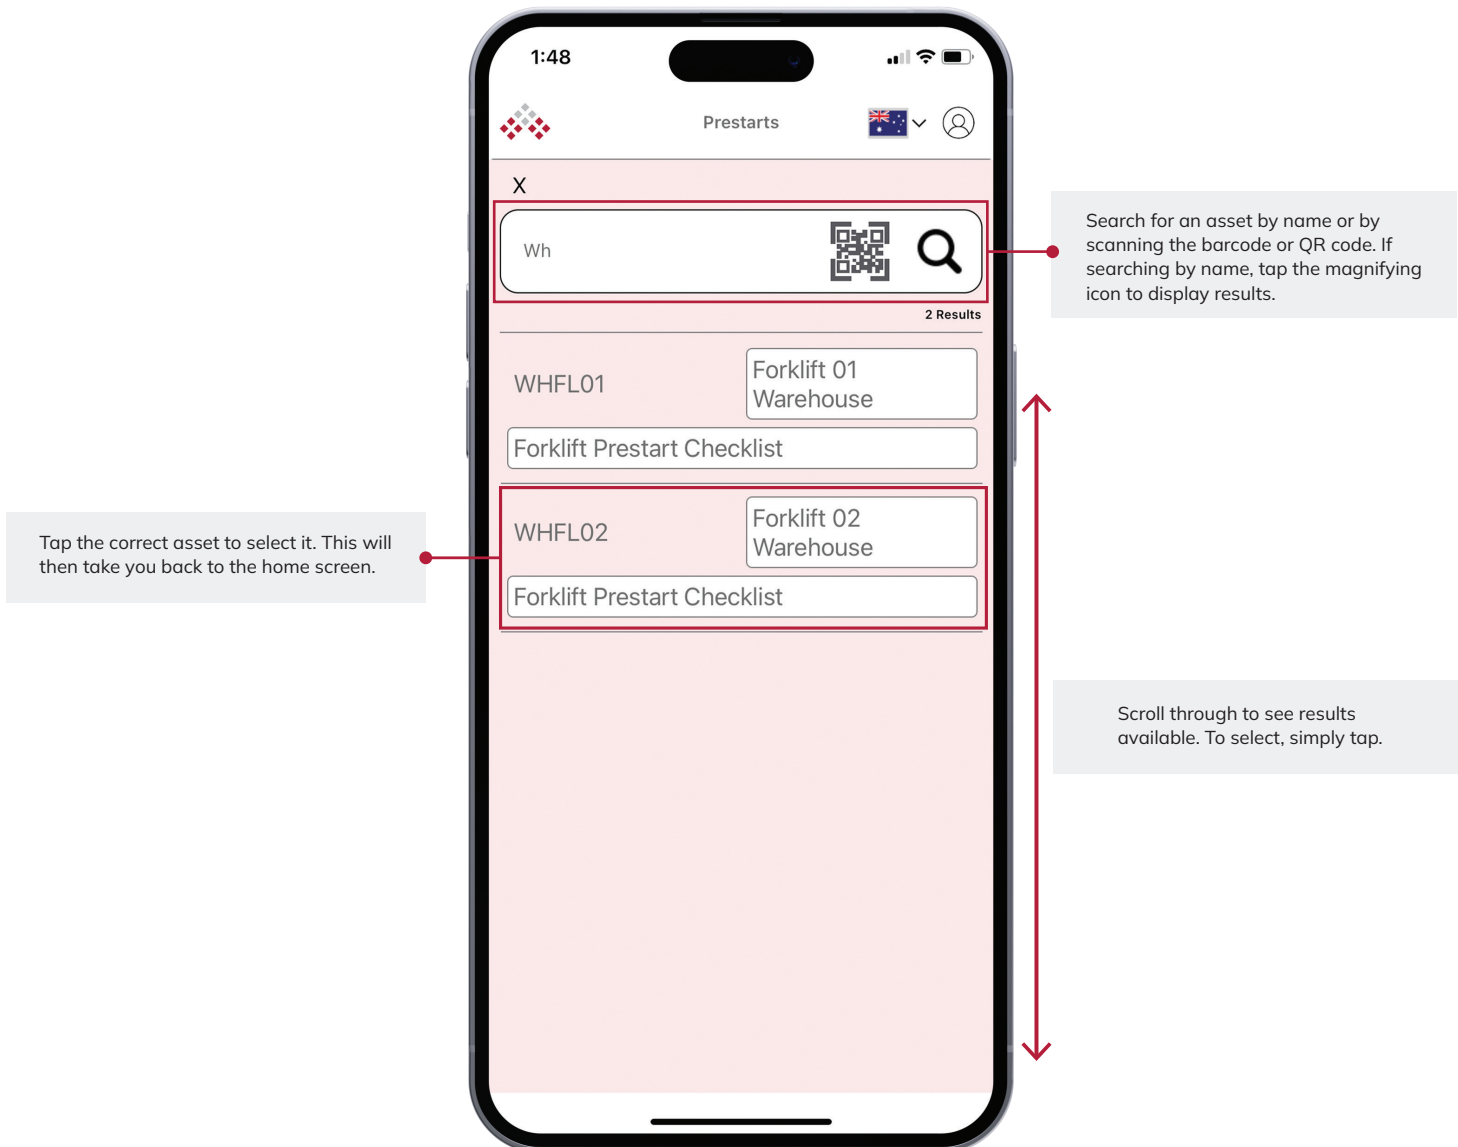 1:48
Prestarts
X
Wh
2 Results
WHFL01
Forklift 01
Warehouse
Forklift Prestart Checklist
WHFL02
Forklift 02
Warehouse
Forklift Prestart Checklist
Search for an asset by name or by
scanning the barcode or QR code. If
searching by name, tap the magnifying
icon to display results.
Tap the correct asset to select it. This will
then take you back to the home screen.
Scroll through to see results
available. To select, simply tap.